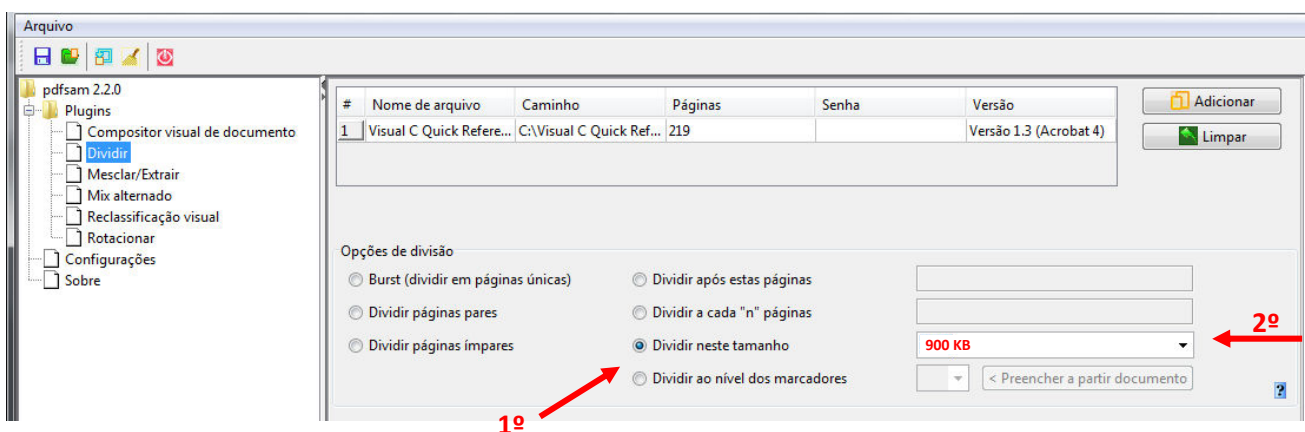 Arquivo
pdfsam 2.2.0
Plugins
Compositor visual de documento
Dividir
Mesclar/Extrair
Mix alternado
Reclassificação visual
Rotacionar
Configurações
Sobre
# Nome de arquivo Caminho Páginas Senha Versão
1 Visual C Quick Refere... C:\Visual C Quick Ref... 219 Versão 1.3 (Acrobat 4)
Adicionar
Limpar
Opções de divisão
Burst (dividir em páginas únicas) Dividir após estas páginas
Dividir páginas pares Dividir a cada "n" páginas
Dividir páginas ímpares Dividir neste tamanho 900 KB 2º
Dividir ao nível dos marcadores < Preencher a partir documento ?
1º